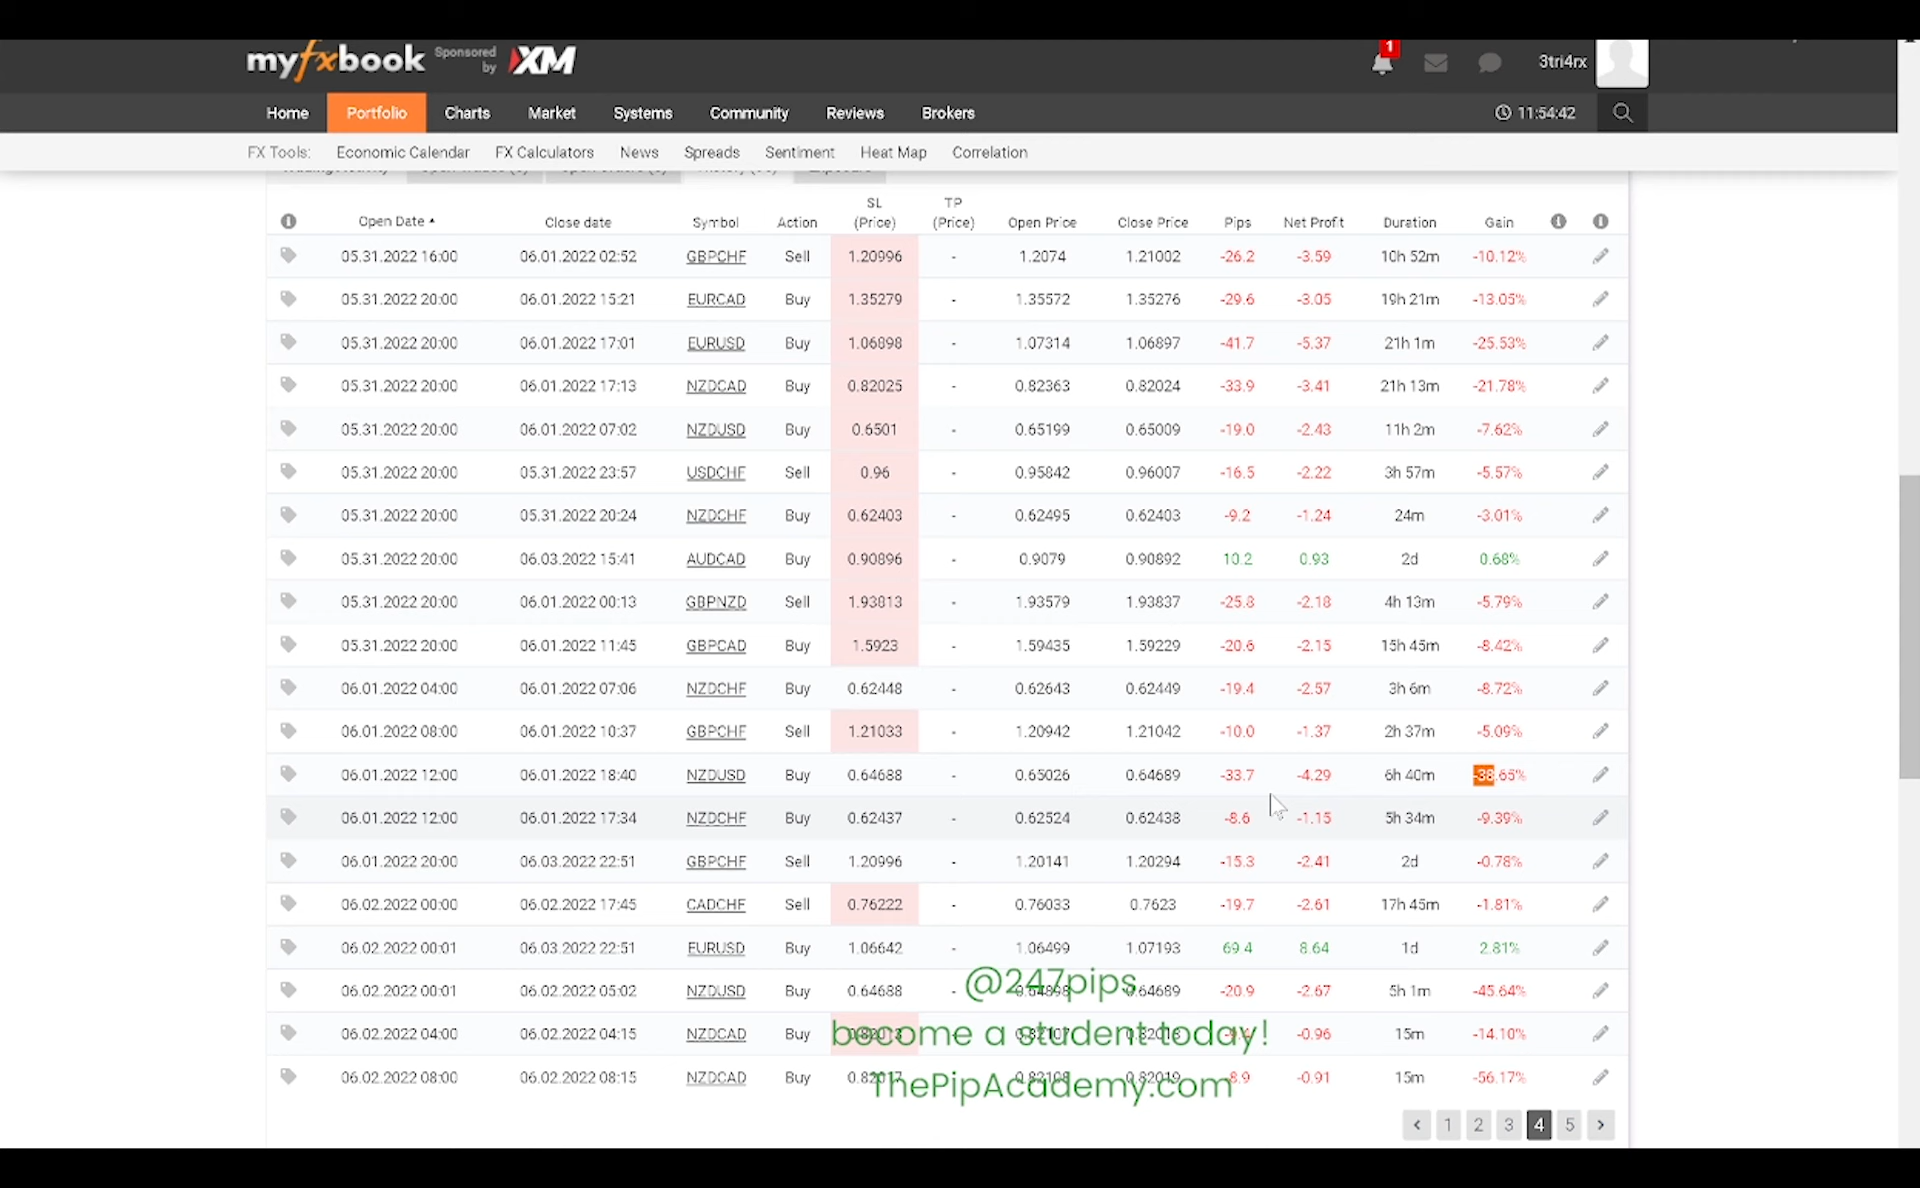 myfxbook Sponsored by XM 1 3tri4rx
Home Portfolio Charts Market Systems Community Reviews Brokers 11:54:42
FX Tools: Economic Calendar FX Calculators News Spreads Sentiment Heat Map Correlation
Open Date Close date Symbol Action SL (Price) TP (Price) Open Price Close Price Pips Net Profit Duration Gain
05.31.2022 16:00 06.01.2022 02:52 GBPCHF Sell 1.20996 - 1.2074 1.21002 -26.2 -3.59 10h 52m -10.12%
05.31.2022 20:00 06.01.2022 15:21 EURCAD Buy 1.35279 - 1.35572 1.35276 -29.6 -3.05 19h 21m -13.05%
05.31.2022 20:00 06.01.2022 17:01 EURUSD Buy 1.06898 - 1.07314 1.06897 -41.7 -5.37 21h 1m -25.53%
05.31.2022 20:00 06.01.2022 17:13 NZDCAD Buy 0.82025 - 0.82363 0.82024 -33.9 -3.41 21h 13m -21.78%
05.31.2022 20:00 06.01.2022 07:02 NZDUSD Buy 0.6501 - 0.65199 0.65009 -19.0 -2.43 11h 2m -7.62%
05.31.2022 20:00 05.31.2022 23:57 USDCHF Sell 0.96 - 0.95842 0.96007 -16.5 -2.22 3h 57m -5.57%
05.31.2022 20:00 05.31.2022 20:24 NZDCHF Buy 0.62403 - 0.62495 0.62403 -9.2 -1.24 24m -3.01%
05.31.2022 20:00 06.03.2022 15:41 AUDCAD Buy 0.90896 - 0.9079 0.90892 10.2 0.93 2d 0.68%
05.31.2022 20:00 06.01.2022 00:13 GBPNZD Sell 1.93813 - 1.93579 1.93837 -25.8 -2.18 4h 13m -5.79%
05.31.2022 20:00 06.01.2022 11:45 GBPCAD Buy 1.5923 - 1.59435 1.59229 -20.6 -2.15 15h 45m -8.42%
06.01.2022 04:00 06.01.2022 07:06 NZDCHF Buy 0.62448 - 0.62643 0.62449 -19.4 -2.57 3h 6m -8.72%
06.01.2022 08:00 06.01.2022 10:37 GBPCHF Sell 1.21033 - 1.20942 1.21042 -10.0 -1.37 2h 37m -5.09%
06.01.2022 12:00 06.01.2022 18:40 NZDUSD Buy 0.64688 - 0.65026 0.64689 -33.7 -4.29 6h 40m -38.65%
06.01.2022 12:00 06.01.2022 17:34 NZDCHF Buy 0.62437 - 0.62524 0.62438 -8.6 -1.15 5h 34m -9.39%
06.01.2022 20:00 06.03.2022 22:51 GBPCHF Sell 1.20996 - 1.20141 1.20294 -15.3 -2.41 2d -0.78%
06.02.2022 00:00 06.02.2022 17:45 CADCHF Sell 0.76222 - 0.76033 0.7623 -19.7 -2.61 17h 45m -1.81%
06.02.2022 00:01 06.03.2022 22:51 EURUSD Buy 1.06642 - 1.06499 1.07193 69.4 8.64 1d 2.81%
@247pips
06.02.2022 00:01 06.02.2022 05:02 NZDUSD Buy 0.64688 - 0.64898 0.64689 -20.9 -2.67 5h 1m -45.64%
become a student today!
06.02.2022 04:00 06.02.2022 04:15 NZDCAD Buy -0.96 15m -14.10%
ThePipAcademy.com
06.02.2022 08:00 06.02.2022 08:15 NZDCAD Buy -8.9 -0.91 15m -56.17%
< 1 2 3 4 5 >